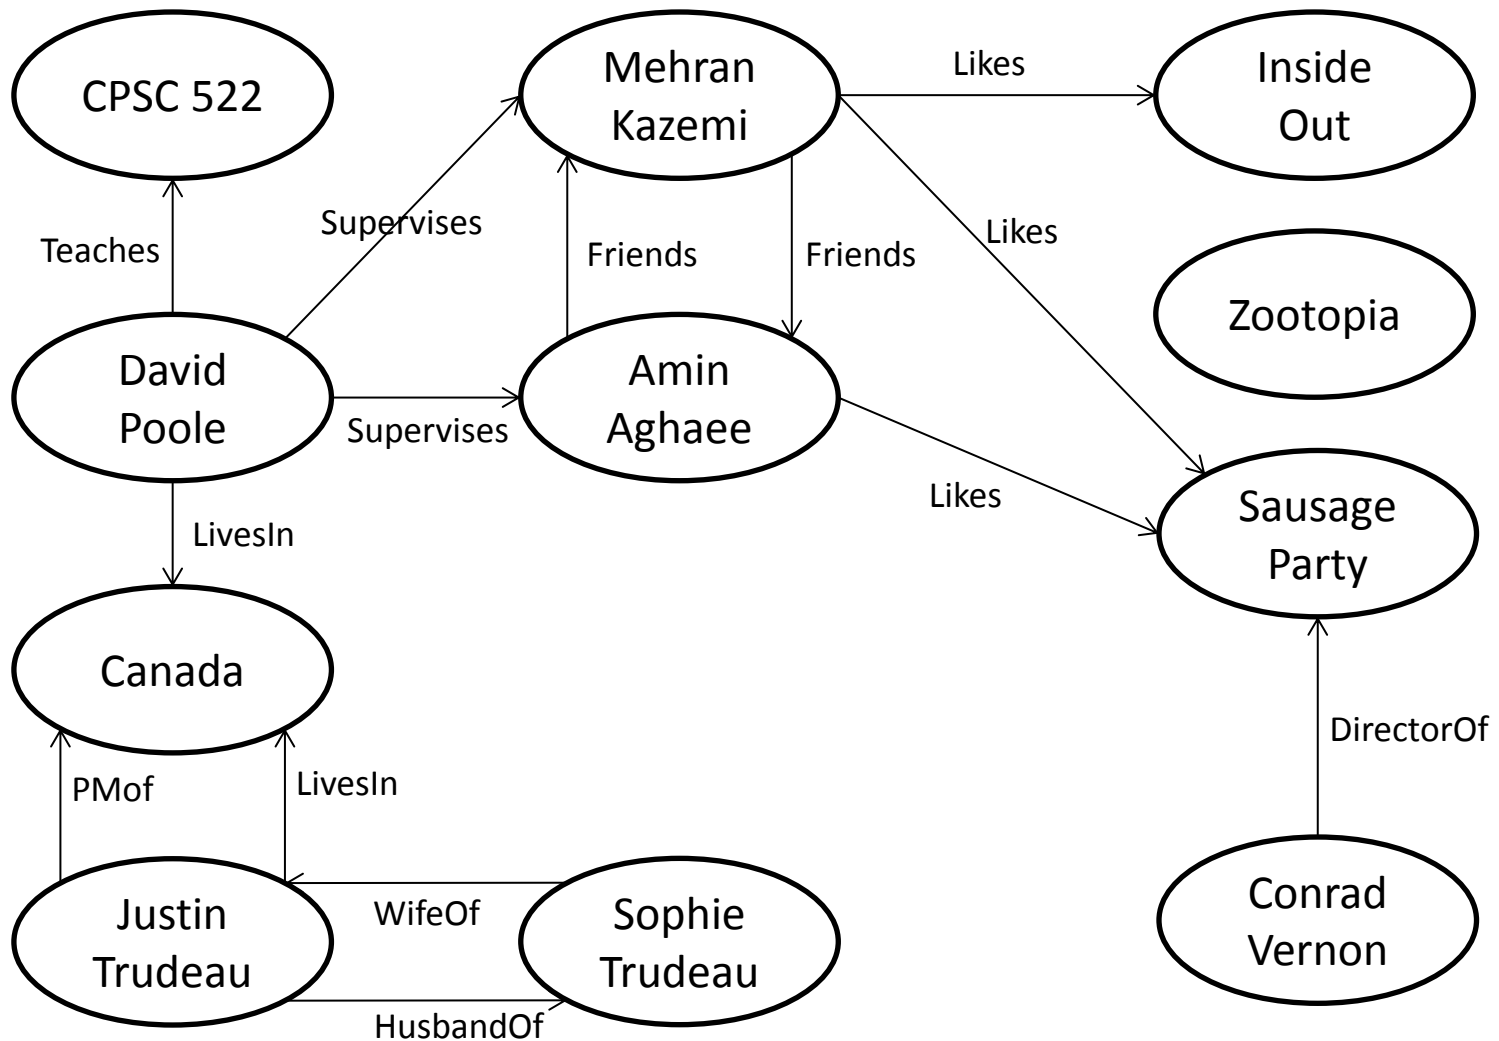 CPSC 522
Mehran
Kazemi
Likes
Inside
Out
Teaches
Supervises
Friends
Friends
Likes
Zootopia
David
Poole
Supervises
Amin
Aghaee
Likes
Sausage
Party
LivesIn
Canada
PMof
LivesIn
DirectorOf
Justin
Trudeau
WifeOf
HusbandOf
Sophie
Trudeau
Conrad
Vernon